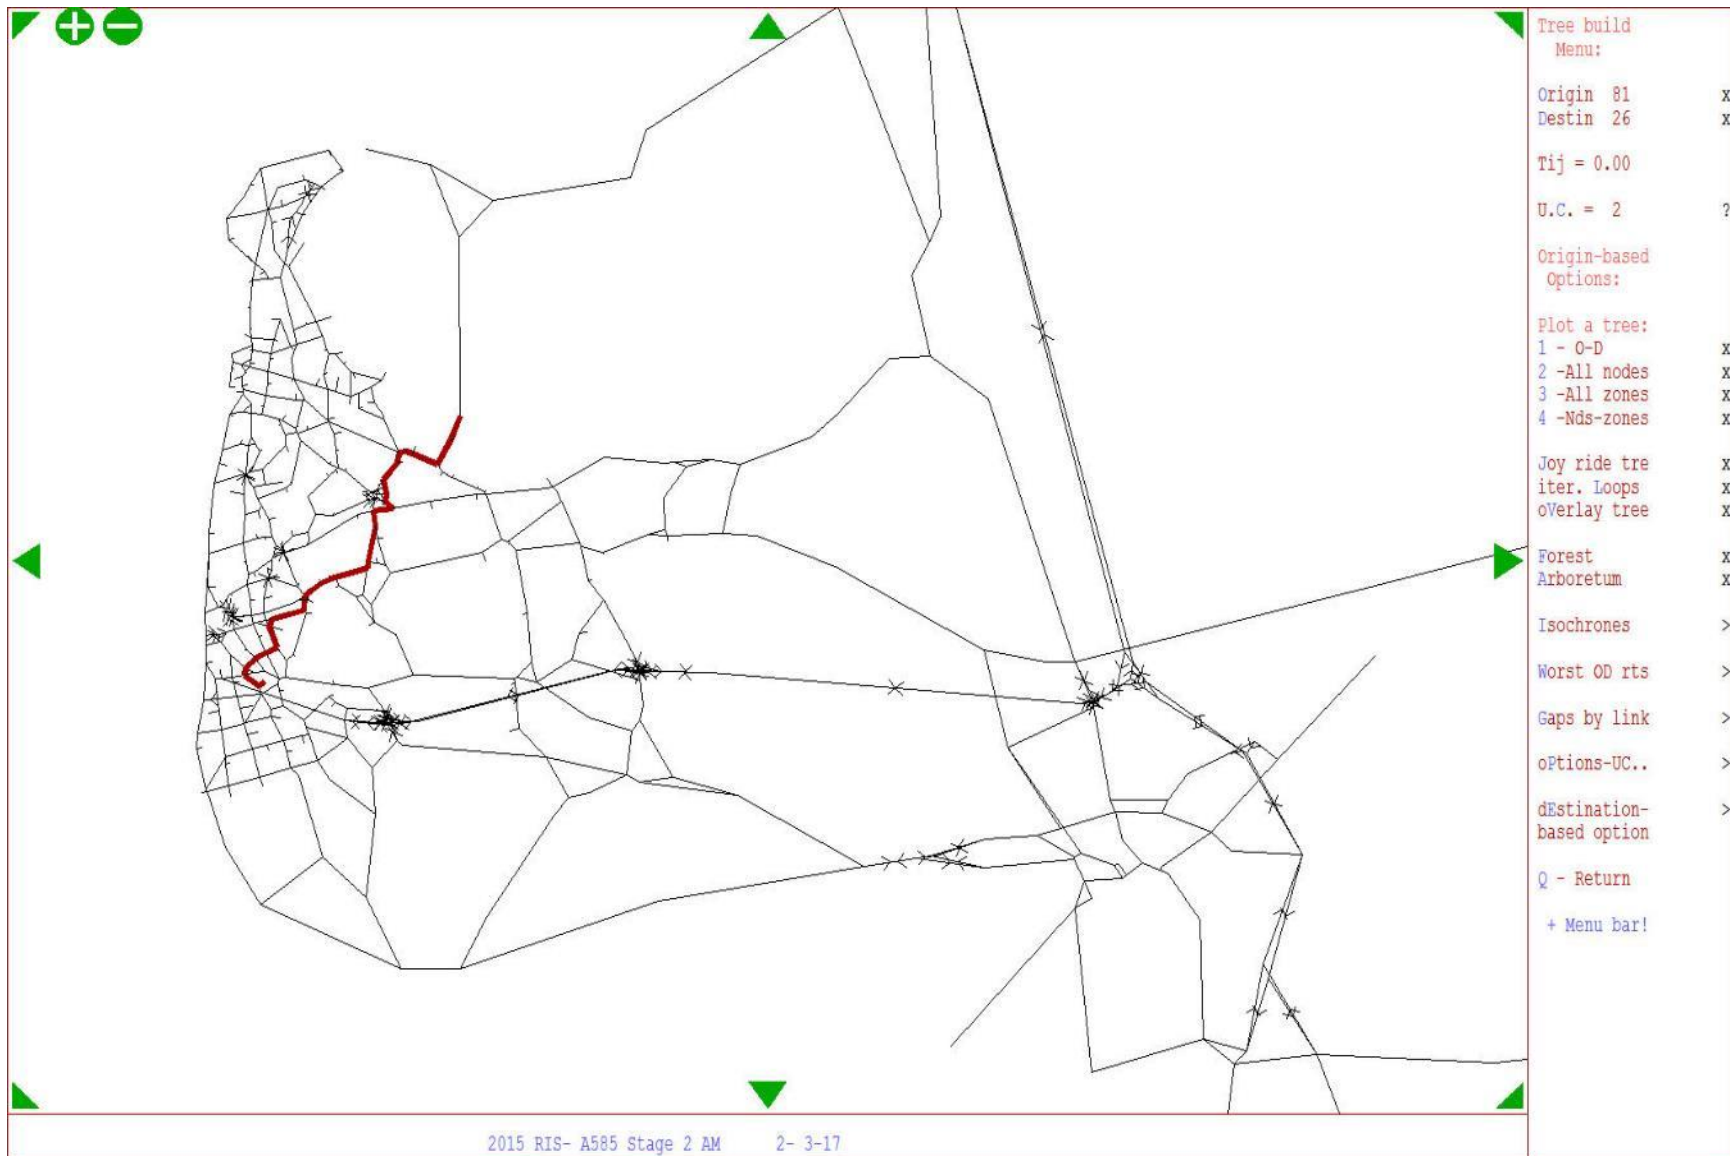 Tree build
Menu:
Origin 81 x
Destin 26 x
Tij = 0.00
U.C. = 2 ?
Origin-based
Options:
Plot a tree:
1 - O-D x
2 -All nodes x
3 -All zones x
4 -Nds-zones x
Joy ride tre x
iter. Loops x
oVerlay tree x
Forest x
Arboretum x
Isochrones >
Worst OD rts >
Gaps by link >
oPtions-UC.. >
dEstination- >
based option
Q - Return
+ Menu bar!
2015 RIS- A585 Stage 2 AM 2- 3-17